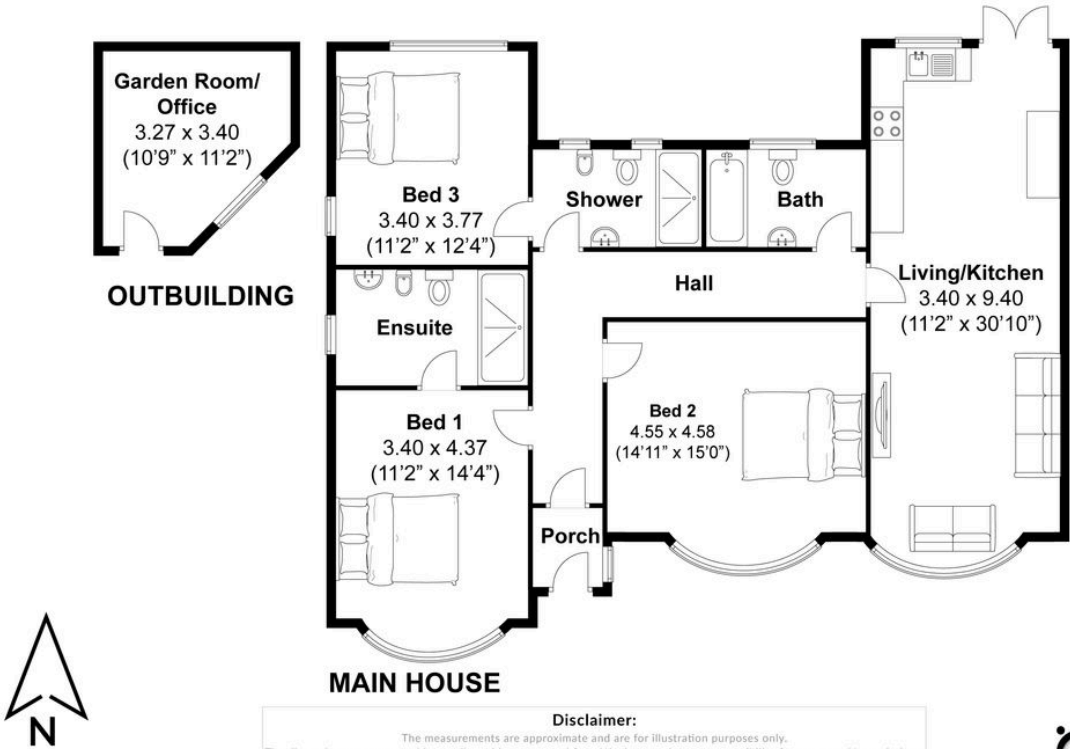 Garden Room/
Office
3.27 x 3.40
(10’9” x 11’2”)
OUTBUILDING
Bed 3
3.40 x 3.77
(11’2” x 12’4”)
Shower
Bath
Hall
Living/Kitchen
3.40 x 9.40
(11’2” x 30’10”)
Ensuite
Bed 1
3.40 x 4.37
(11’2” x 14’4”)
Bed 2
4.55 x 4.58
(14’11” x 15’0”)
Porch
MAIN HOUSE
N
Disclaimer:
The measurements are approximate and are for illustration purposes only.